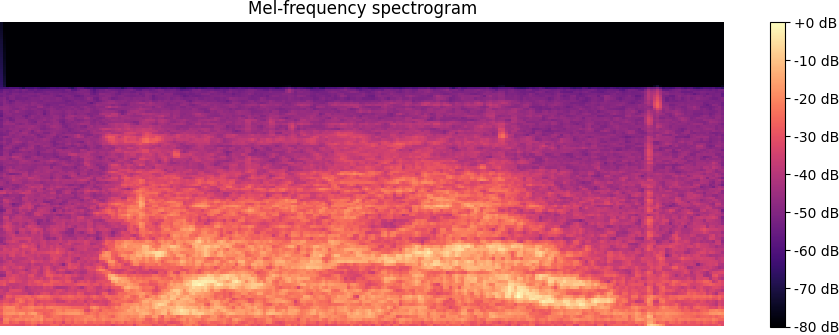 Mel-frequency spectrogram
+0 dB
-10 dB
-20 dB
-30 dB
-40 dB
-50 dB
-60 dB
-70 dB
-80 dB